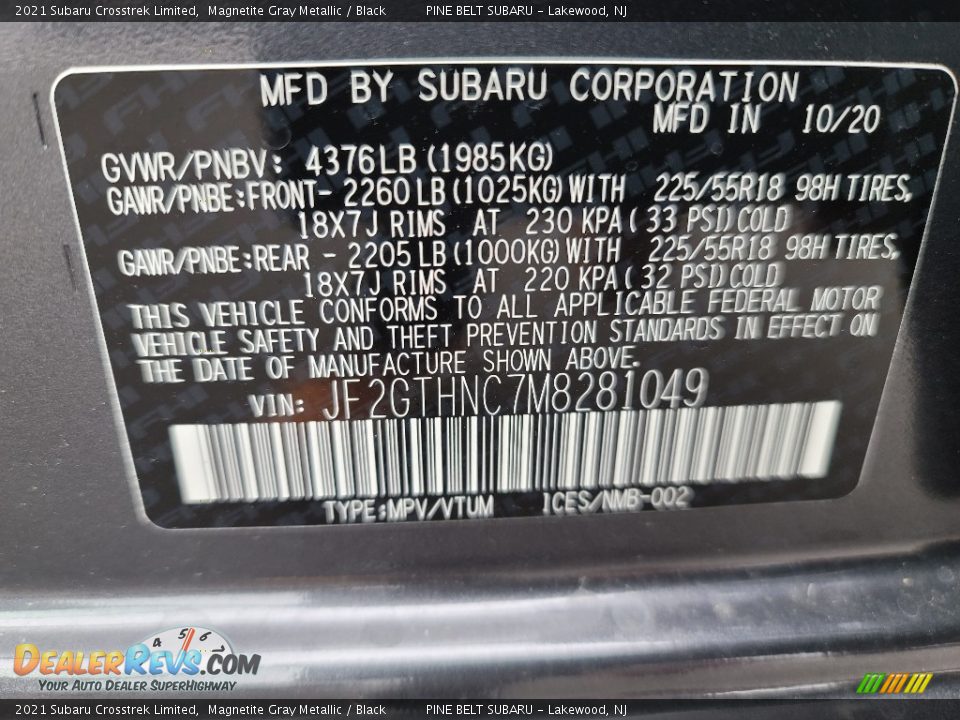 2021 Subaru Crosstrek Limited, Magnetite Gray Metallic / Black PINE BELT SUBARU - Lakewood, NJ
MFD BY SUBARU CORPORATION
MFD IN 10/20
GVWR/PNBV: 4376LB (1985KG)
GAWR/PNBE:FRONT- 2260 LB (1025KG) WITH 225/55R18 98H TIRES,
18X7J RIMS AT 230 KPA ( 33 PSI) COLD
GAWR/PNBE:REAR - 2205 LB (1000KG) WITH 225/55R18 98H TIRES,
18X7J RIMS AT 220 KPA ( 32 PSI) COLD
THIS VEHICLE CONFORMS TO ALL APPLICABLE FEDERAL MOTOR
VEHICLE SAFETY AND THEFT PREVENTION STANDARDS IN EFFECT ON
THE DATE OF MANUFACTURE SHOWN ABOVE.
VIN: JF2GTHNC7M8281049
TYPE:MPV/VTUM ICES/NMB-002
4 5 6
DEALERREVS.COM
YOUR AUTO DEALER SUPERHIGHWAY
2021 Subaru Crosstrek Limited, Magnetite Gray Metallic / Black PINE BELT SUBARU - Lakewood, NJ